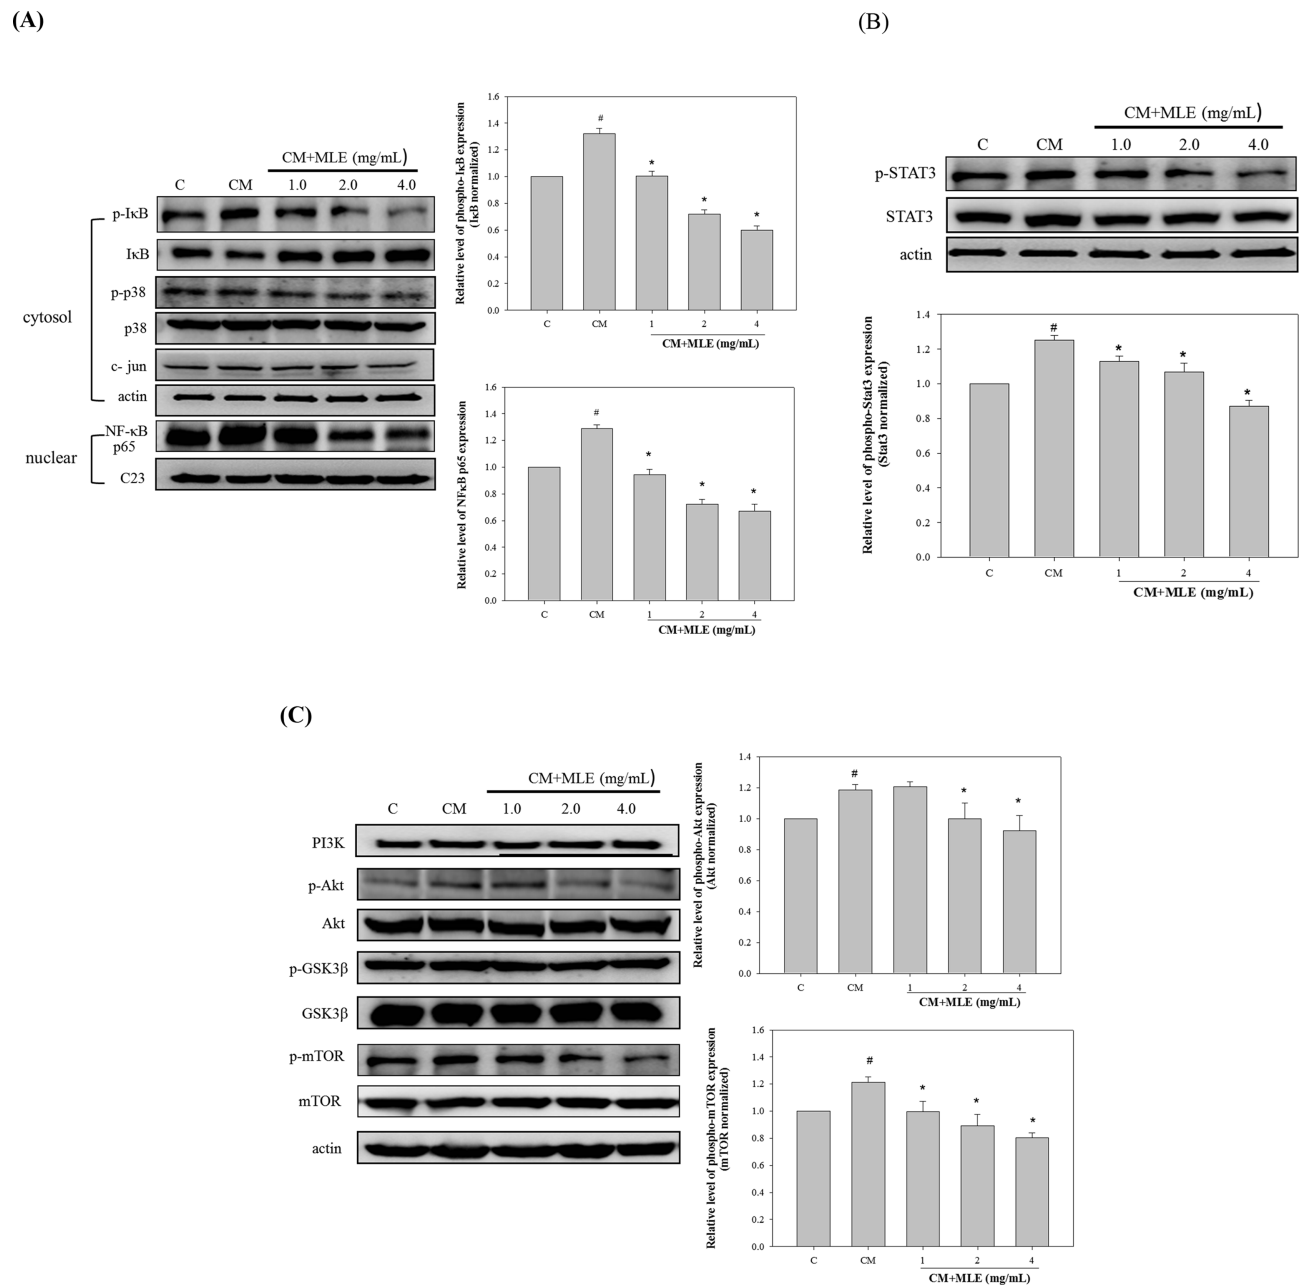 (A)
CM+MLE (mg/mL)
C CM 1.0 2.0 4.0
p-IκB
IκB
p-p38
p38
c- jun
actin
NF-κB
p65
C23
cytosol
nuclear
Relative level of phospho-IκB expression
(IκB normalized)
1.6
1.4
1.2
1.0
0.8
0.6
0.4
0.2
0.0
#
*
*
*
C CM 1 2 4
CM+MLE (mg/mL)
Relative level of NFκB p65 expression
1.6
1.4
1.2
1.0
0.8
0.6
0.4
0.2
0.0
#
*
*
*
C CM 1 2 4
CM+MLE (mg/mL)
(B)
CM+MLE (mg/mL)
C CM 1.0 2.0 4.0
p-STAT3
STAT3
actin
Relative level of phospho-Stat3 expression
(Stat3 normalized)
1.4
1.2
1.0
0.8
0.6
0.4
0.2
0.0
#
*
*
*
C CM 1 2 4
CM+MLE (mg/mL)
(C)
CM+MLE (mg/mL)
C CM 1.0 2.0 4.0
PI3K
p-Akt
Akt
p-GSK3β
GSK3β
p-mTOR
mTOR
actin
Relative level of phospho-Akt expression
(Akt normalized)
1.4
1.2
1.0
0.8
0.6
0.4
0.2
0.0
#
*
*
C CM 1 2 4
CM+MLE (mg/mL)
Relative level of phospho-mTOR expression
(mTOR normalized)
1.6
1.4
1.2
1.0
0.8
0.6
0.4
0.2
0.0
#
*
*
*
C CM 1 2 4
CM+MLE (mg/mL)